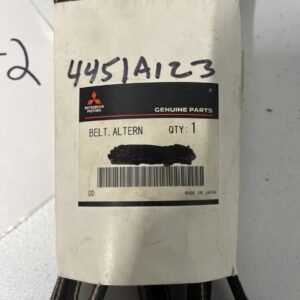 -2
4451A123
MITSUBISHI
MOTORS
GENUINE PARTS
BELT, ALTERN QTY: 1
MADE IN JAPAN